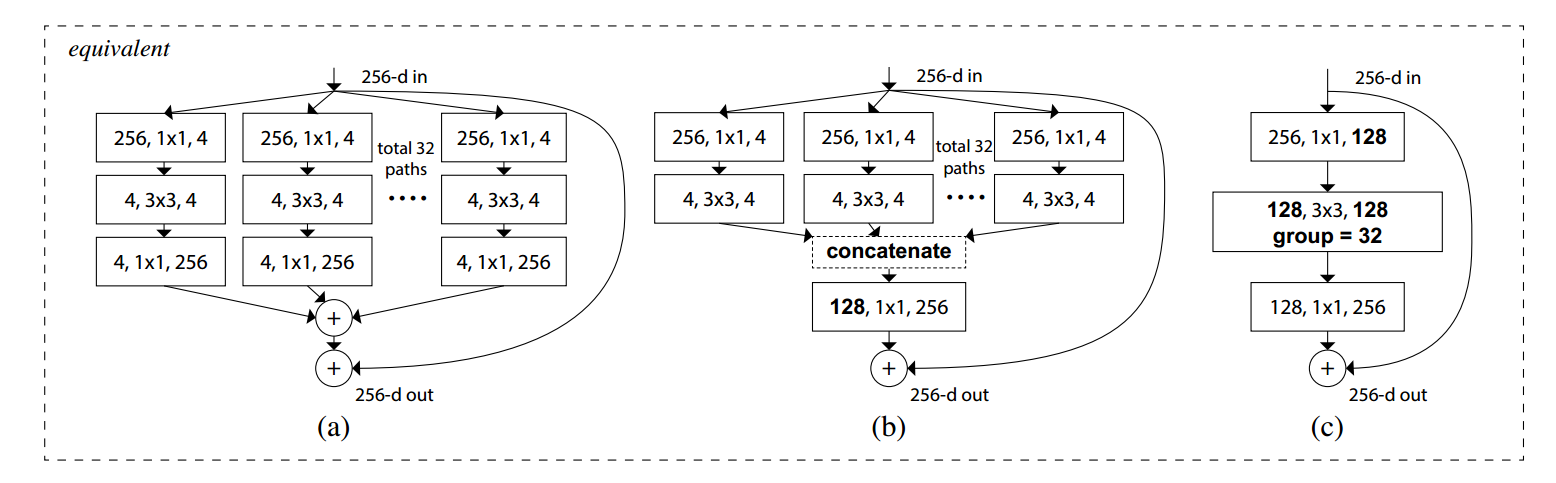 equivalent
256-d in
256, 1x1, 4
256, 1x1, 4
256, 1x1, 4
total 32
paths
4, 3x3, 4
4, 3x3, 4
....
4, 3x3, 4
4, 1x1, 256
4, 1x1, 256
4, 1x1, 256
+
+
256-d out
(a)
256-d in
256, 1x1, 4
256, 1x1, 4
256, 1x1, 4
total 32
paths
4, 3x3, 4
4, 3x3, 4
....
4, 3x3, 4
concatenate
128, 1x1, 256
+
256-d out
(b)
256-d in
256, 1x1, 128
128, 3x3, 128
group = 32
128, 1x1, 256
+
256-d out
(c)